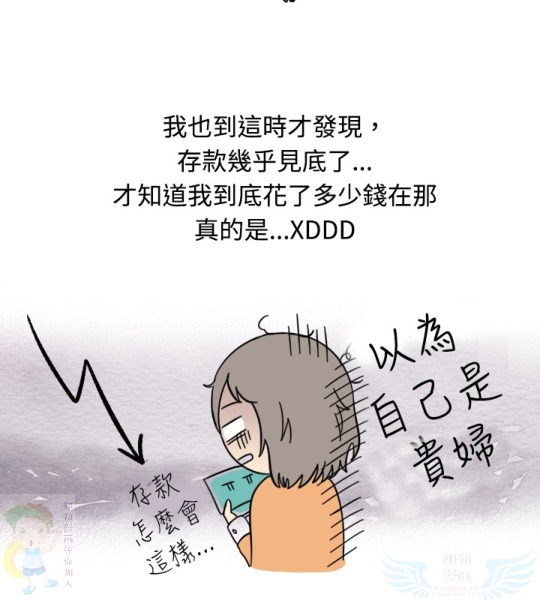 我也到這時才發現，
存款幾乎見底了...
才知道我到底花了多少錢在那
真的是...XDDD
以為
自己是
貴婦
存款
怎麼會
這樣...